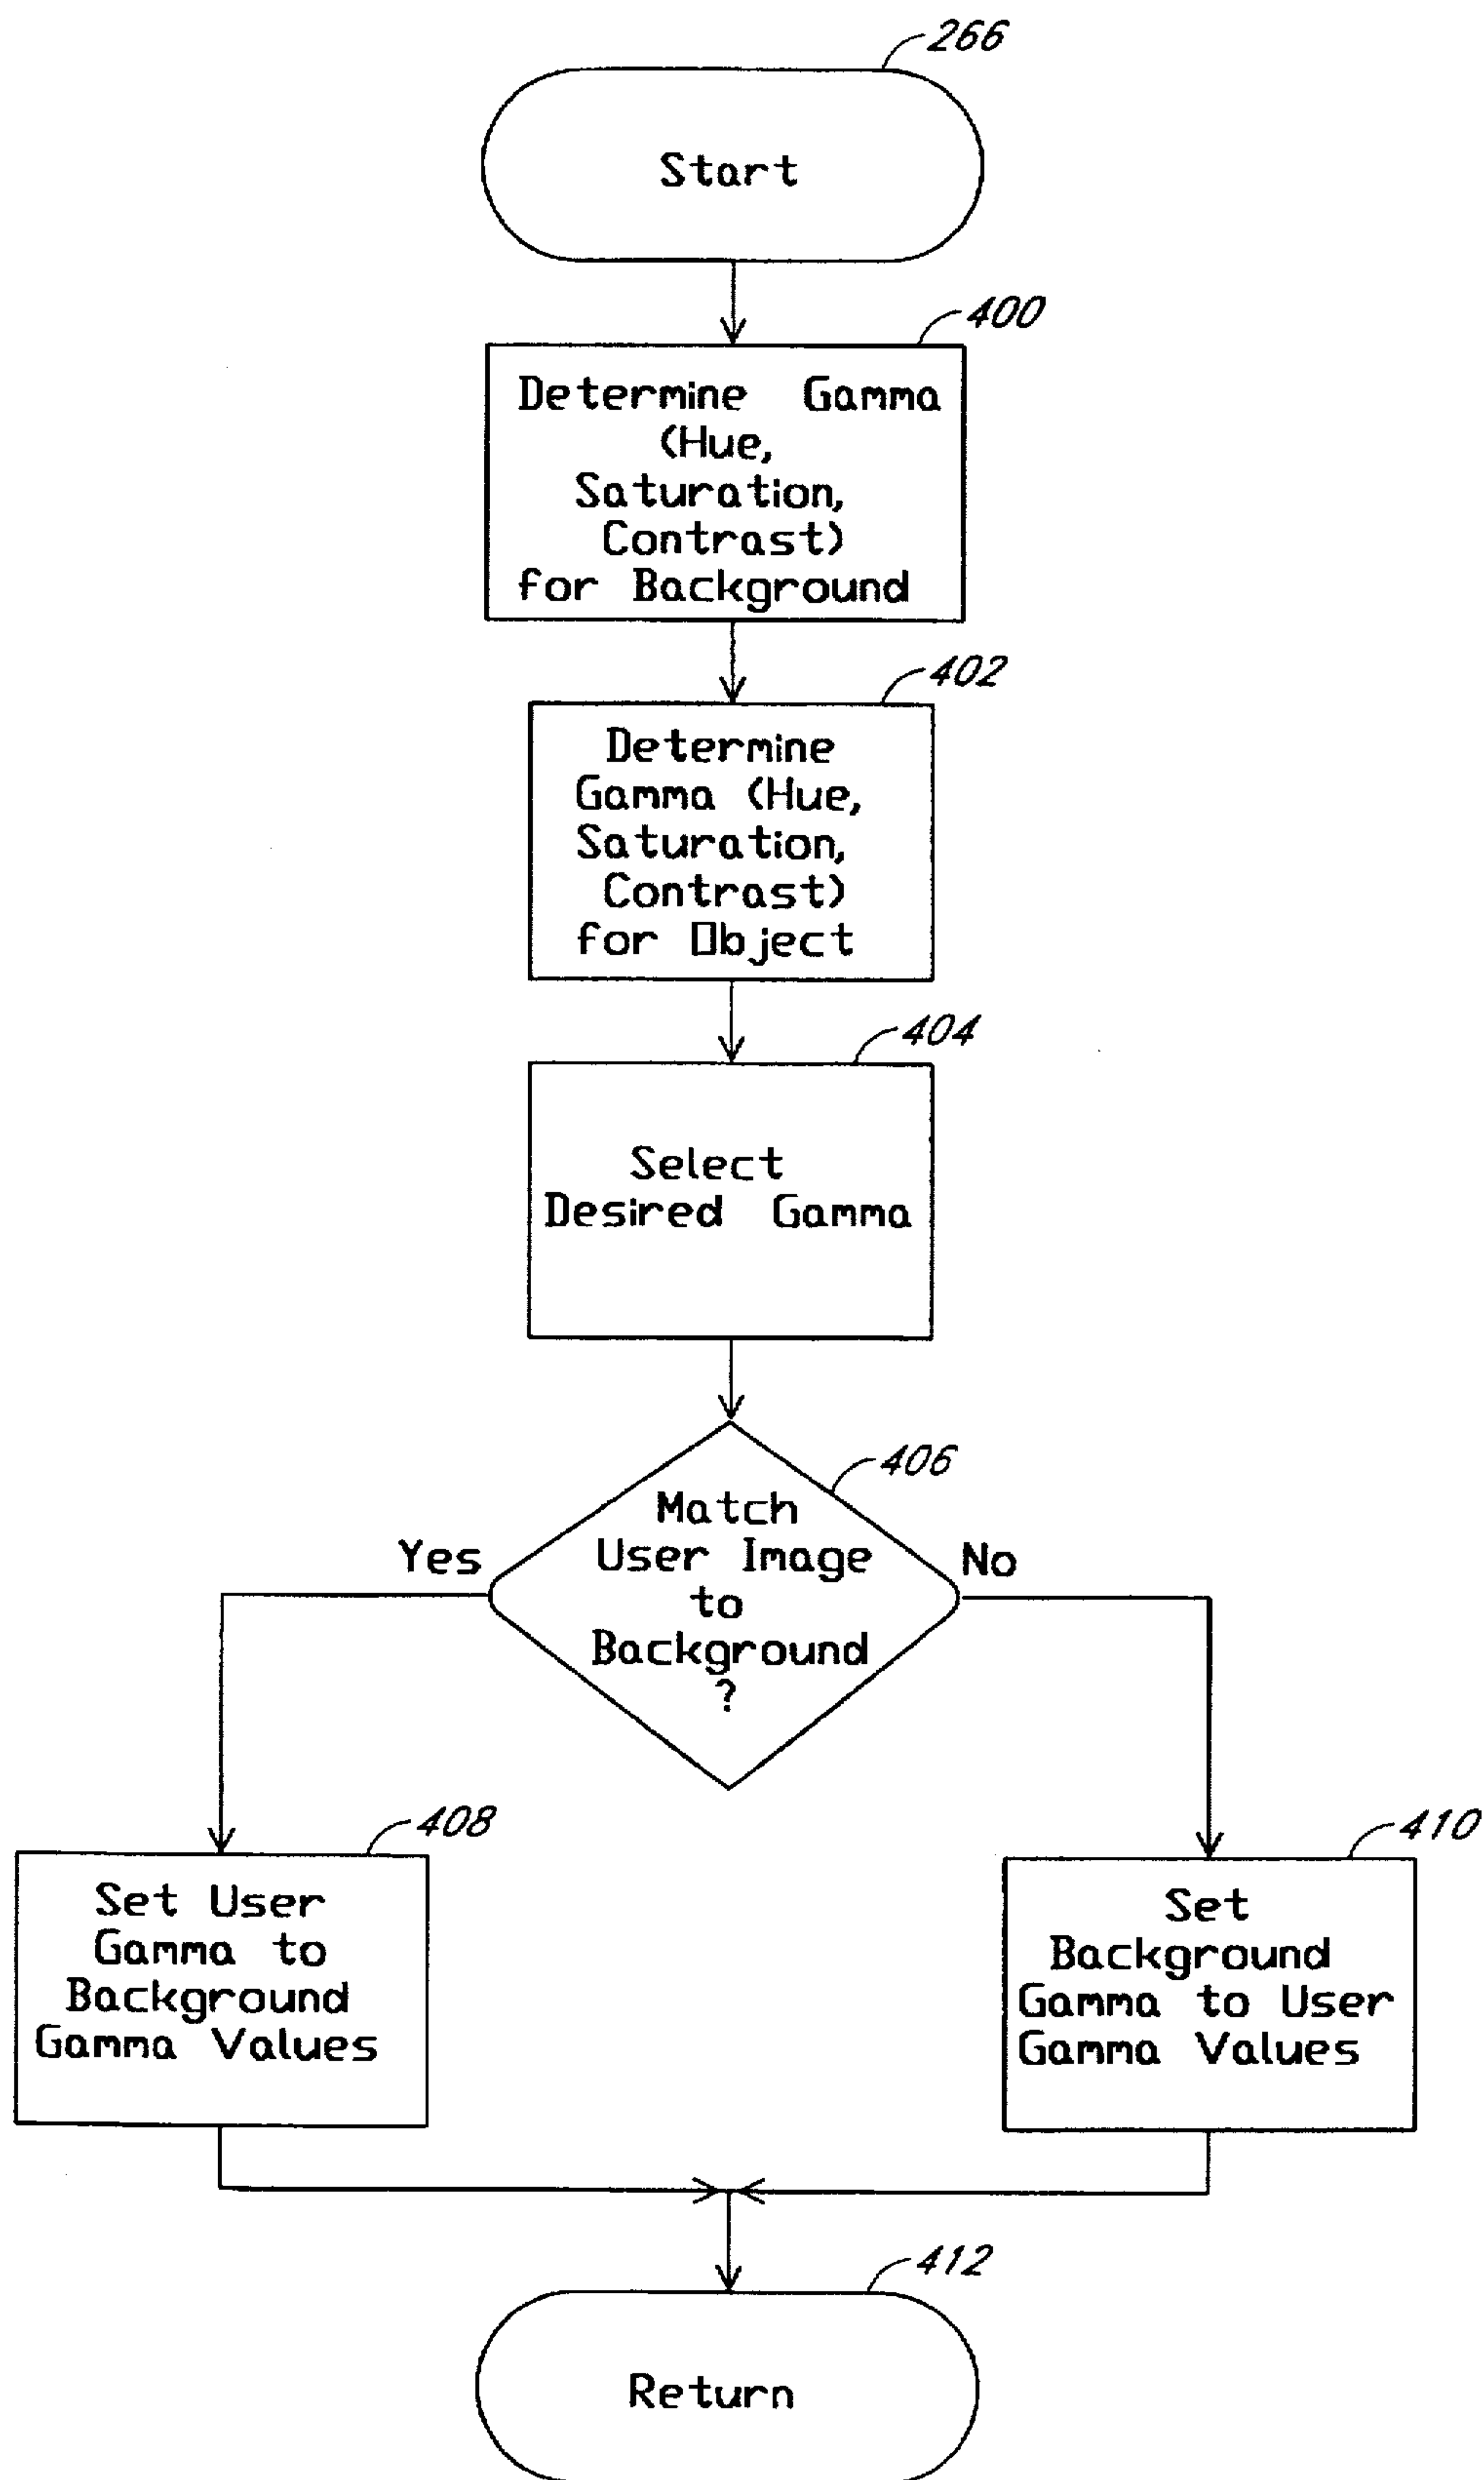 266
Start
400
Determine Gamma
(Hue,
Saturation,
Contrast)
for Background
402
Determine
Gamma (Hue,
Saturation,
Contrast)
for Object
404
Select
Desired Gamma
406
Match
User Image
to
Background
?
Yes
No
408
Set User
Gamma to
Background
Gamma Values
410
Set
Background
Gamma to User
Gamma Values
412
Return